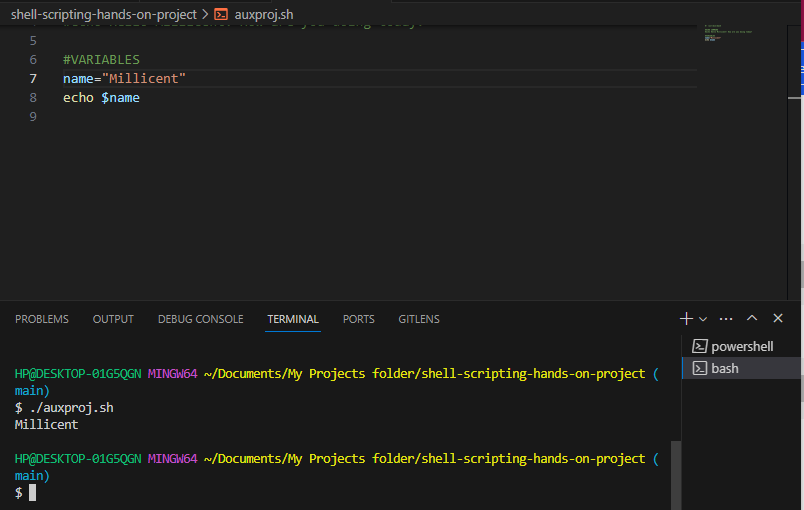 shell-scripting-hands-on-project > auxproj.sh
5
6 #VARIABLES
7 name="Millicent"
8 echo $name
9
PROBLEMS OUTPUT DEBUG CONSOLE TERMINAL PORTS GITLENS
powershell
bash
HP@DESKTOP-01G5QGN MINGW64 ~/Documents/My Projects folder/shell-scripting-hands-on-project (
main)
$ ./auxproj.sh
Millicent
HP@DESKTOP-01G5QGN MINGW64 ~/Documents/My Projects folder/shell-scripting-hands-on-project (
main)
$